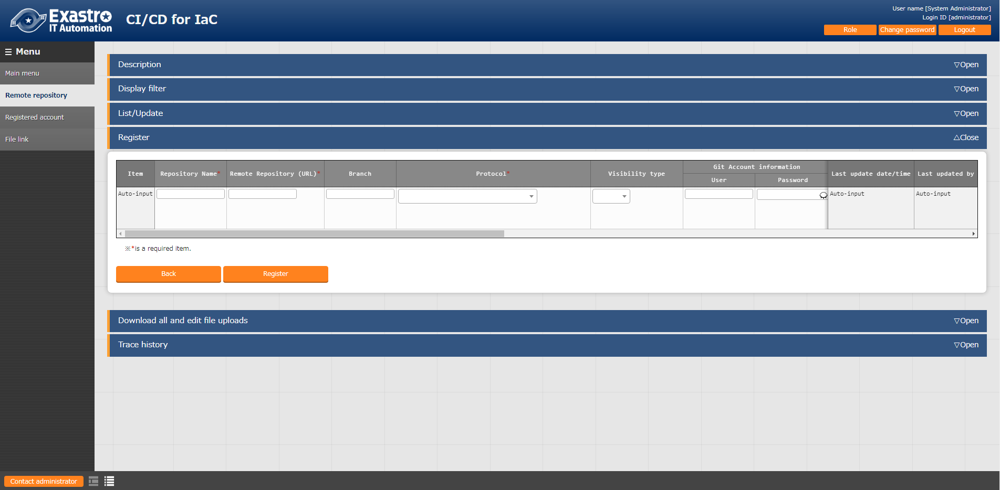 Exastro
IT Automation
CI/CD for IaC
User name [System Administrator]
Login ID [administrator]
Role
Change password
Logout
Menu
Main menu
Remote repository
Registered account
File link
Description
▽Open
Display filter
▽Open
List/Update
▽Open
Register
△Close
Item
Repository Name*
Remote Repository (URL)*
Branch
Protocol*
Visibility type
Git Account information
User
Password
Last update date/time
Last updated by
Auto-input
Auto-input
Auto-input
※*is a required item.
Back
Register
Download all and edit file uploads
▽Open
Trace history
▽Open
Contact administrator